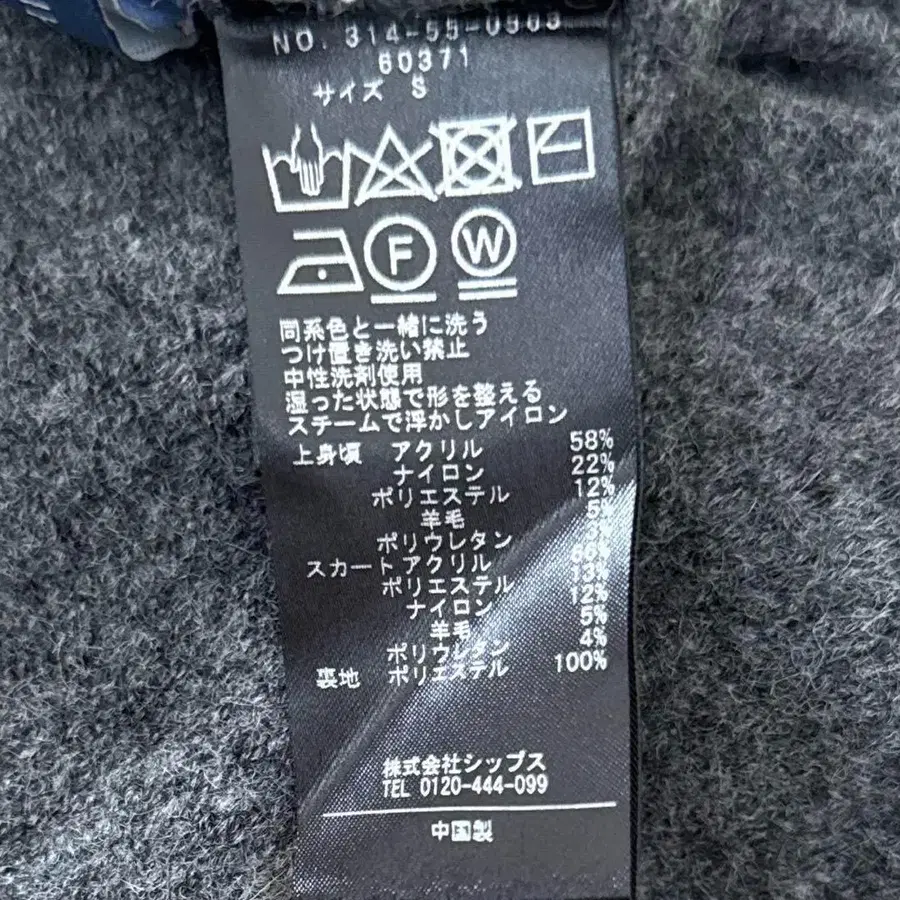 NO. 314-55-0503
60371
サイズ S
F W
同系色と一緒に洗う
つけ置き洗い禁止
中性洗剤使用
湿った状態で形を整える
スチームで浮かしアイロン
上身頃 アクリル 58%
ナイロン 22%
ポリエステル 12%
羊毛 5%
ポリウレタン 3%
スカート アクリル 66%
ポリエステル 13%
ナイロン 12%
羊毛 5%
ポリウレタン 4%
裏地 ポリエステル 100%
株式会社シップス
TEL 0120-444-099
中国製